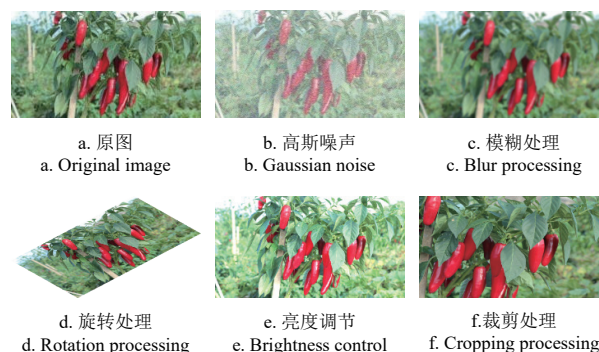 a. 原图
a. Original image
b. 高斯噪声
b. Gaussian noise
c. 模糊处理
c. Blur processing
d. 旋转处理
d. Rotation processing
e. 亮度调节
e. Brightness control
f.裁剪处理
f. Cropping processing